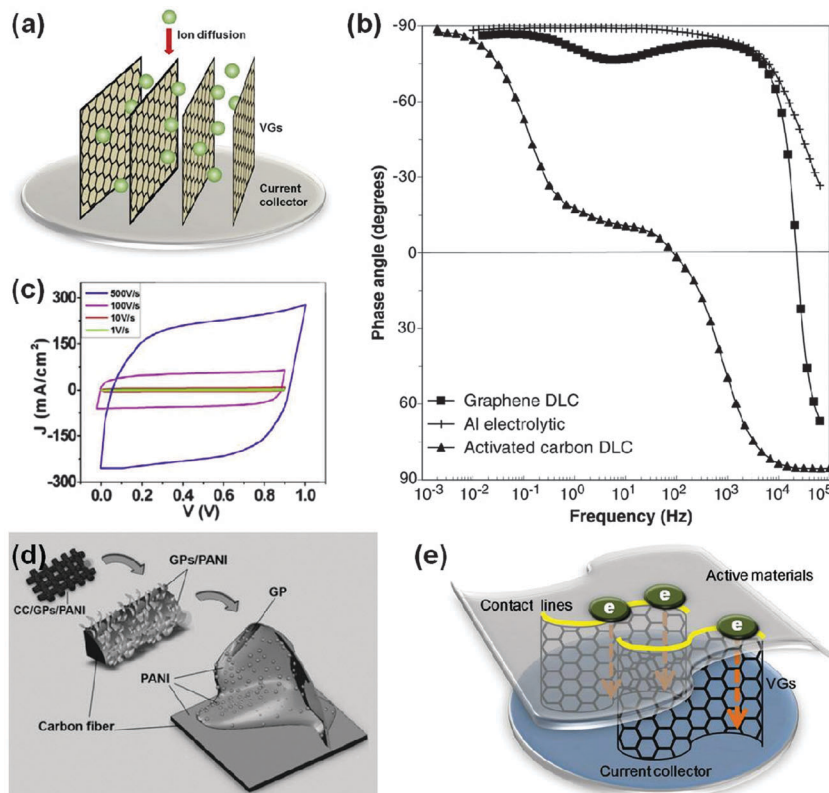 (a)
Ion diffusion
VGs
Current
collector
(b)
-90
-60
-30
0
30
60
90
Phase angle (degrees)
Graphene DLC
Al electrolytic
Activated carbon DLC
10⁻³ 10⁻² 10⁻¹ 10⁰ 10¹ 10² 10³ 10⁴ 10⁵
Frequency (Hz)
(c)
300
150
0
-150
-300
J (mA/cm²)
500V/s
100V/s
10V/s
1V/s
0.0 0.2 0.4 0.6 0.8 1.0
V (V)
(d)
CC/GPs/PANI
GPs/PANI
GP
PANI
Carbon fiber
(e)
Active materials
Contact lines
e
e
e
VGs
Current collector